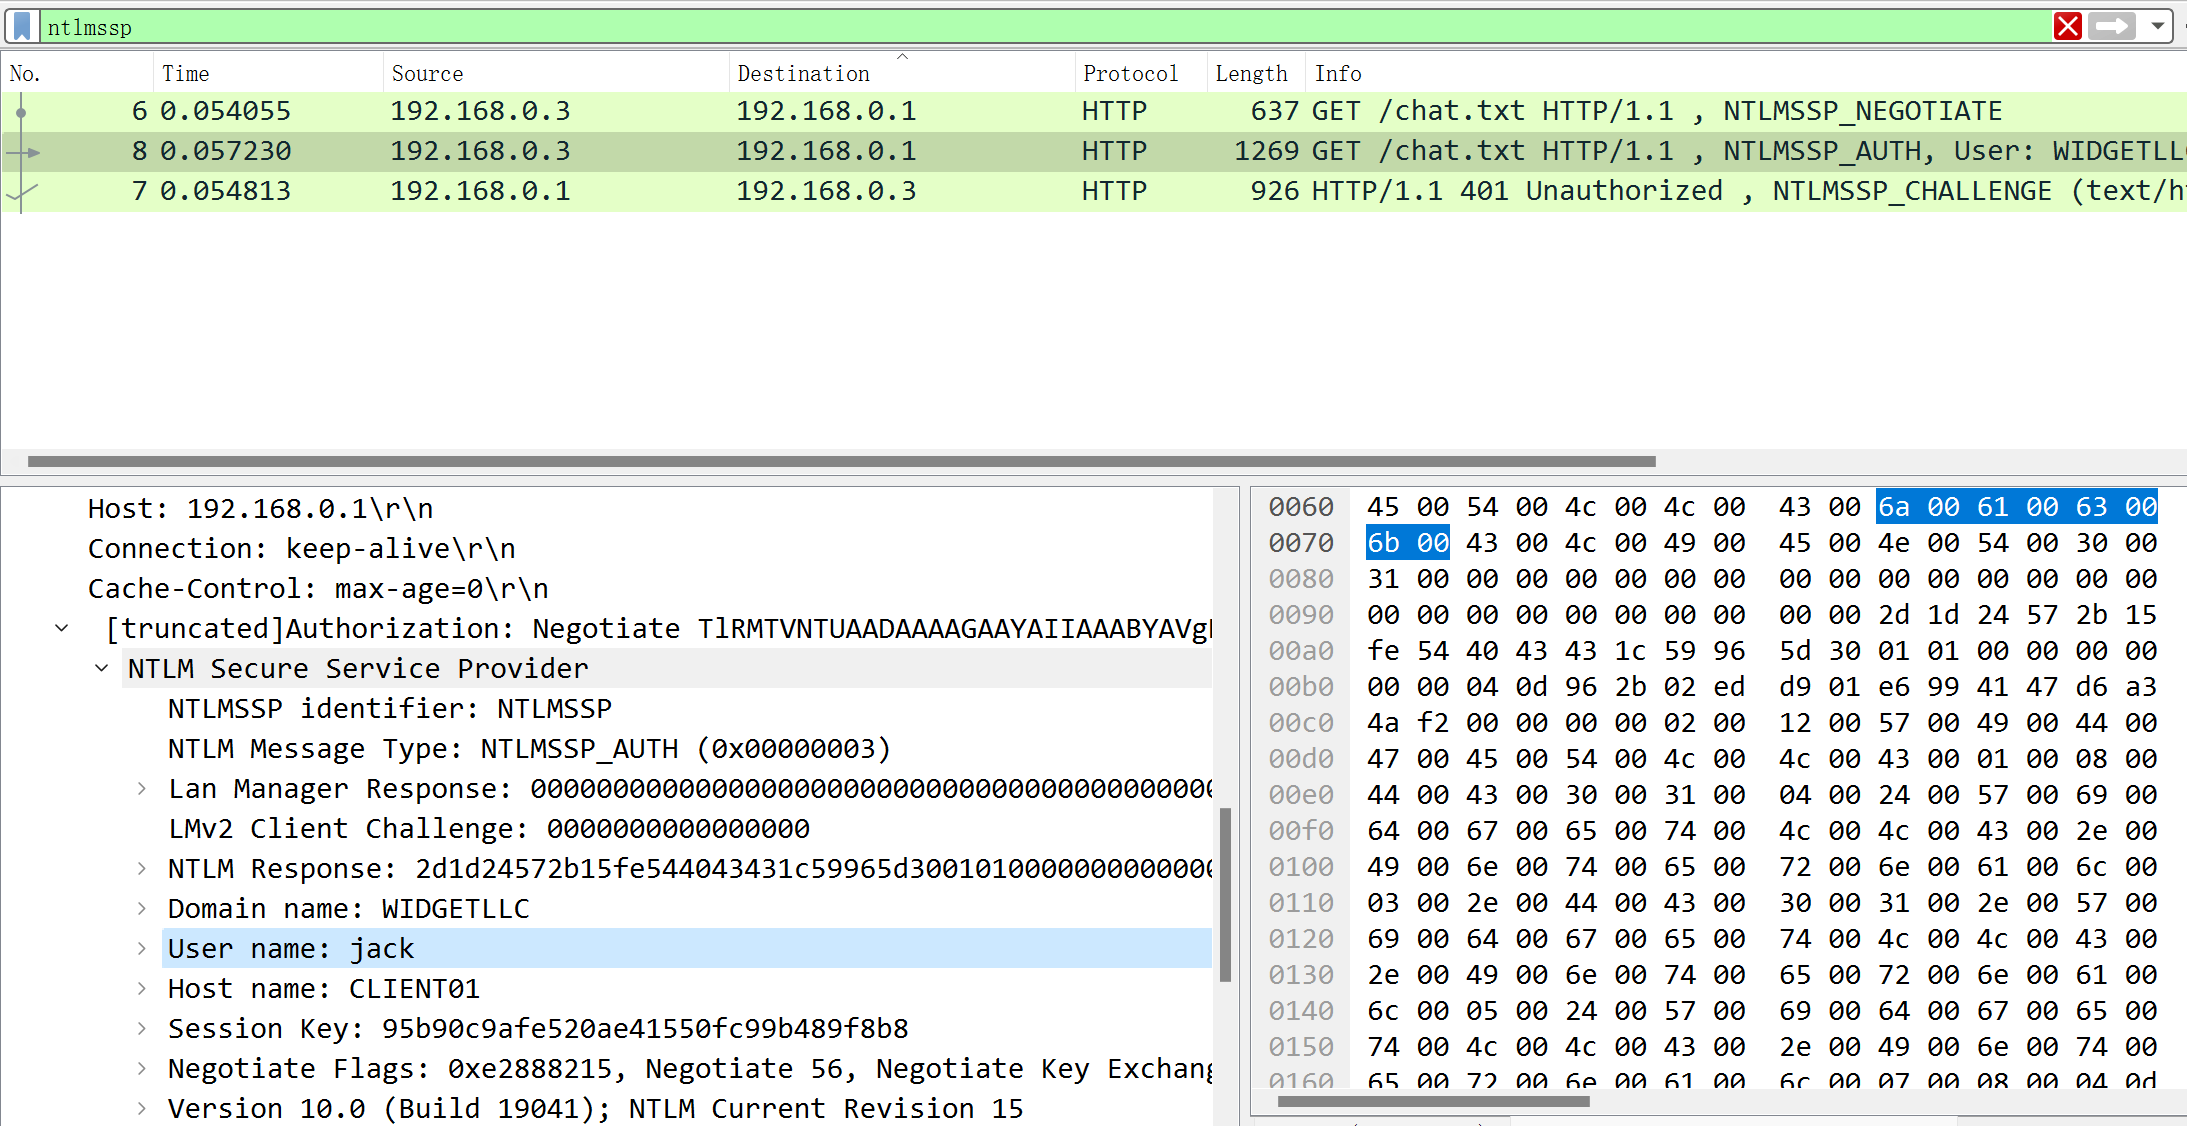 ntlmssp
No. Time Source Destination Protocol Length Info
6 0.054055 192.168.0.3 192.168.0.1 HTTP 637 GET /chat.txt HTTP/1.1 , NTLMSSP_NEGOTIATE
8 0.057230 192.168.0.3 192.168.0.1 HTTP 1269 GET /chat.txt HTTP/1.1 , NTLMSSP_AUTH, User: WIDGETLLC
7 0.054813 192.168.0.1 192.168.0.3 HTTP 926 HTTP/1.1 401 Unauthorized , NTLMSSP_CHALLENGE (text/ht
Host: 192.168.0.1\r\n
Connection: keep-alive\r\n
Cache-Control: max-age=0\r\n
[truncated]Authorization: Negotiate TlRMTVNTUAADAAAAGAAYAIIAAABYAVg
NTLM Secure Service Provider
NTLMSSP identifier: NTLMSSP
NTLM Message Type: NTLMSSP_AUTH (0x00000003)
Lan Manager Response: 000000000000000000000000000000000000000000
LMv2 Client Challenge: 0000000000000000
NTLM Response: 2d1d24572b15fe544043431c59965d300101000000000000
Domain name: WIDGETLLC
User name: jack
Host name: CLIENT01
Session Key: 95b90c9afe520ae41550fc99b489f8b8
Negotiate Flags: 0xe2888215, Negotiate 56, Negotiate Key Exchang
Version 10.0 (Build 19041); NTLM Current Revision 15
0060 45 00 54 00 4c 00 4c 00 43 00 6a 00 61 00 63 00
0070 6b 00 43 00 4c 00 49 00 45 00 4e 00 54 00 30 00
0080 31 00 00 00 00 00 00 00 00 00 00 00 00 00 00 00
0090 00 00 00 00 00 00 00 00 00 00 2d 1d 24 57 2b 15
00a0 fe 54 40 43 43 1c 59 96 5d 30 01 01 00 00 00 00
00b0 00 00 04 0d 96 2b 02 ed d9 01 e6 99 41 47 d6 a3
00c0 4a f2 00 00 00 00 02 00 12 00 57 00 49 00 44 00
00d0 47 00 45 00 54 00 4c 00 4c 00 43 00 01 00 08 00
00e0 44 00 43 00 30 00 31 00 04 00 24 00 57 00 69 00
00f0 64 00 67 00 65 00 74 00 4c 00 4c 00 43 00 2e 00
0100 49 00 6e 00 74 00 65 00 72 00 6e 00 61 00 6c 00
0110 03 00 2e 00 44 00 43 00 30 00 31 00 2e 00 57 00
0120 69 00 64 00 67 00 65 00 74 00 4c 00 4c 00 43 00
0130 2e 00 49 00 6e 00 74 00 65 00 72 00 6e 00 61 00
0140 6c 00 05 00 24 00 57 00 69 00 64 00 67 00 65 00
0150 74 00 4c 00 4c 00 43 00 2e 00 49 00 6e 00 74 00
0160 65 00 72 00 6e 00 61 00 6c 00 07 00 08 00 04 0d